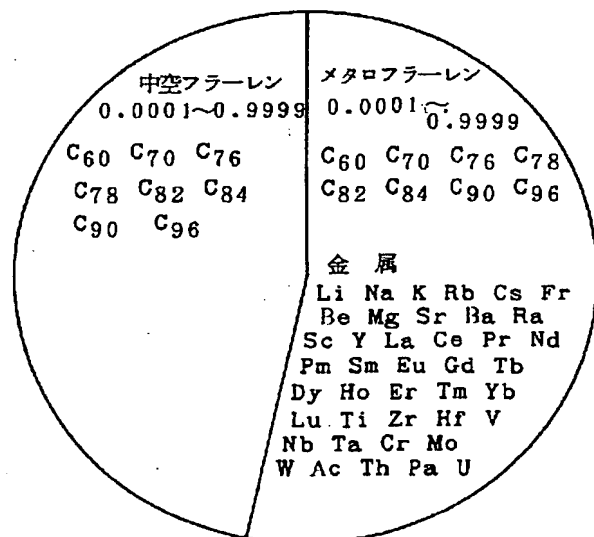 中空フラーレン
0.0001～0.9999
C60 C70 C76
C78 C82 C84
C90 C96
メタロフラーレン
0.0001～
0.9999
C60 C70 C76 C78
C82 C84 C90 C96
金属
Li Na K Rb Cs Fr
Be Mg Sr Ba Ra
Sc Y La Ce Pr Nd
Pm Sm Eu Gd Tb
Dy Ho Er Tm Yb
Lu Ti Zr Hf V
Nb Ta Cr Mo
W Ac Th Pa U